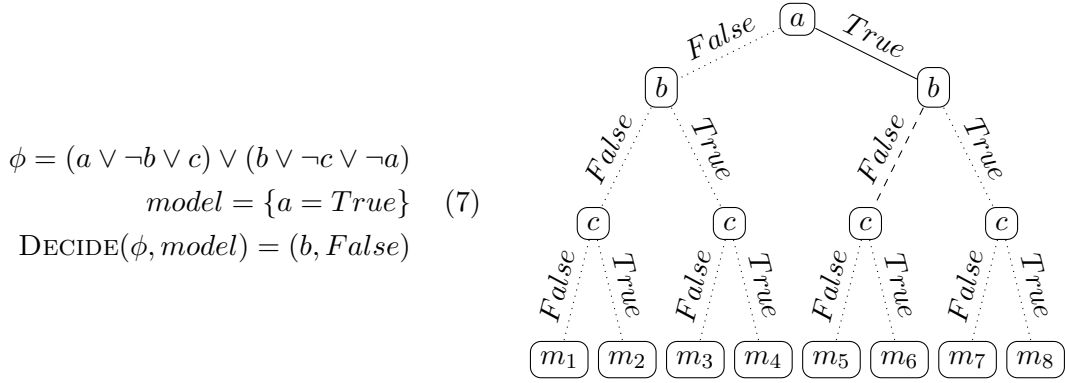 ϕ = (a ∨ ¬b ∨ c) ∨ (b ∨ ¬c ∨ ¬a)
model = {a = True} (7)
DECIDE(ϕ, model) = (b, False)
a
False True
b b
False True False True
c c c c
False True False True False True False True
m₁ m₂ m₃ m₄ m₅ m₆ m₇ m₈